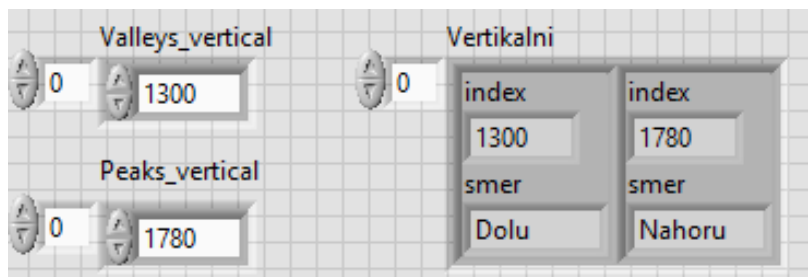 Valleys_vertical
0
1300
Peaks_vertical
0
1780
Vertikalni
0
index
1300
smer
Dolu
index
1780
smer
Nahoru